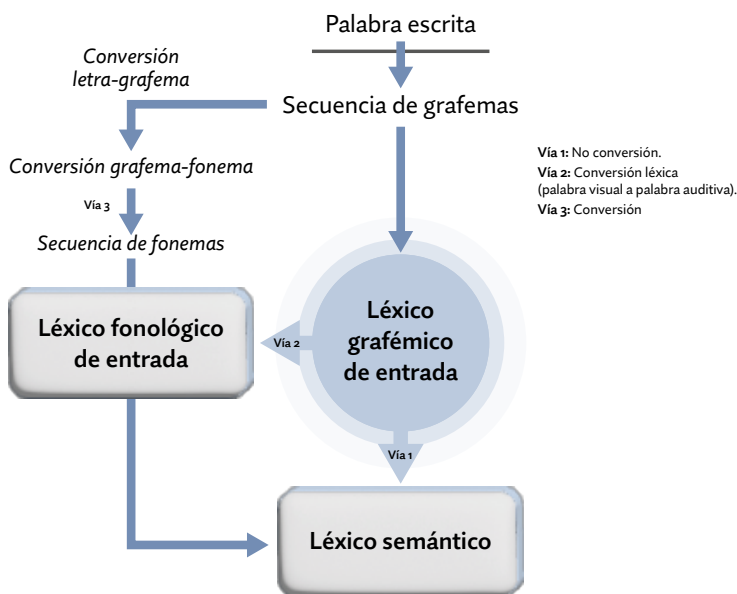 Palabra escrita
Conversión
letra-grafema
Secuencia de grafemas
Conversión grafema-fonema
Vía 3
Secuencia de fonemas
Léxico fonológico
de entrada
Vía 2
Léxico
grafémico
de entrada
Vía 1
Léxico semántico
Vía 1: No conversión.
Vía 2: Conversión léxica
(palabra visual a palabra auditiva).
Vía 3: Conversión